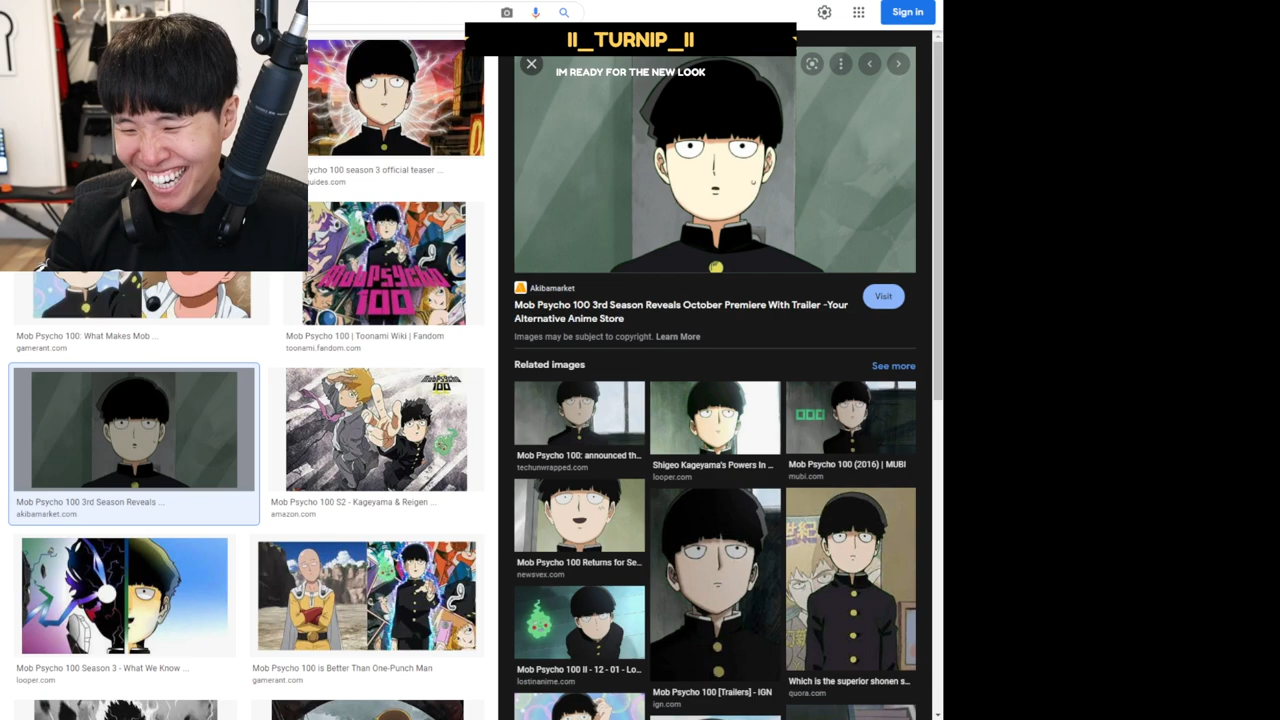 Sign in
II_TURNIP_II
IM READY FOR THE NEW LOOK
ycho 100 season 3 official teaser ...
uides.com
MobPsycho
100
Mob Psycho 100: What Makes Mob ...
gamerant.com
Mob Psycho 100 | Toonami Wiki | Fandom
toonami.fandom.com
Mob Psycho 100 3rd Season Reveals ...
akibamarket.com
MobPsycho
100
Mob Psycho 100 S2 - Kageyama & Reigen ...
amazon.com
Mob Psycho 100 Season 3 - What We Know ...
looper.com
Mob Psycho 100 is Better Than One-Punch Man
gamerant.com
Akibamarket
Mob Psycho 100 3rd Season Reveals October Premiere With Trailer -Your
Alternative Anime Store
Visit
Images may be subject to copyright. Learn More
Related images
See more
Mob Psycho 100: announced th...
techunwrapped.com
Shigeo Kageyama's Powers In ...
looper.com
Mob Psycho 100 (2016) | MUBI
mubi.com
Mob Psycho 100 Returns for Se...
newsvex.com
Mob Psycho 100 II - 12 - 01 - Lo...
lostinanime.com
Mob Psycho 100 [Trailers] - IGN
ign.com
Which is the superior shonen s...
quora.com